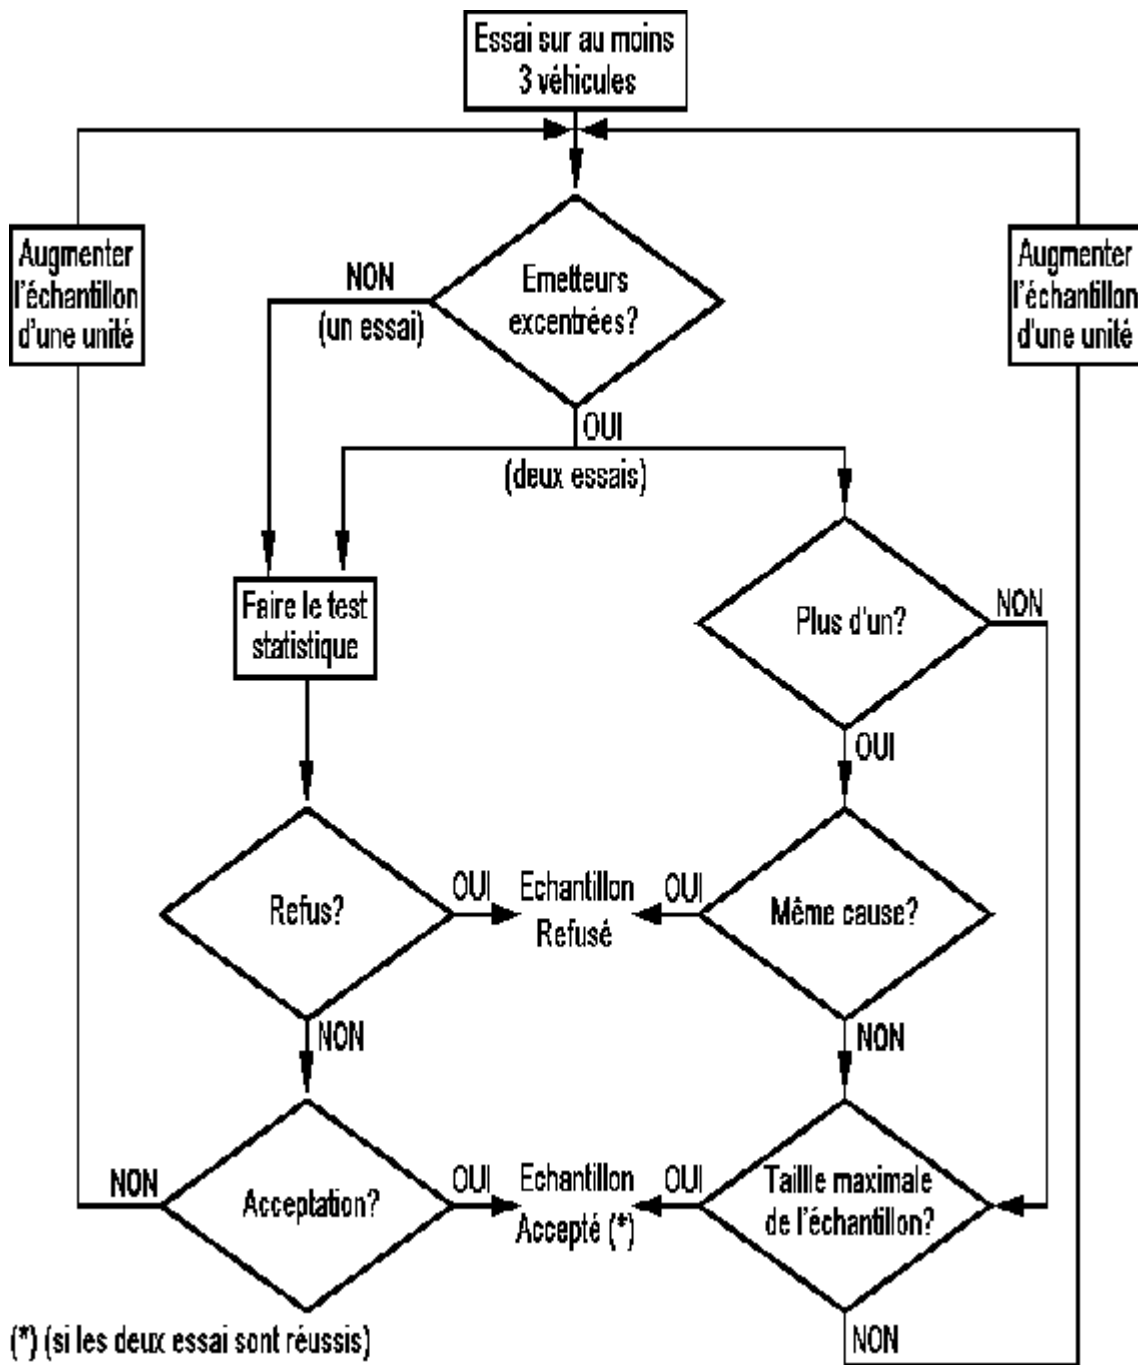 Essai sur au moins
3 véhicules
Augmenter
l'échantillon
d'une unité
NON
(un essai)
Emetteurs
excentrées?
Augmenter
l'échantillon
d'une unité
OUI
(deux essais)
Faire le test
statistique
Plus d'un?
NON
OUI
Refus?
OUI
Echantillon
Refusé
OUI
Même cause?
NON
NON
NON
Acceptation?
OUI
Echantillon
Accepté (*)
OUI
Taillle maximale
de l'échantillon?
(*) (si les deux essai sont réussis)
NON